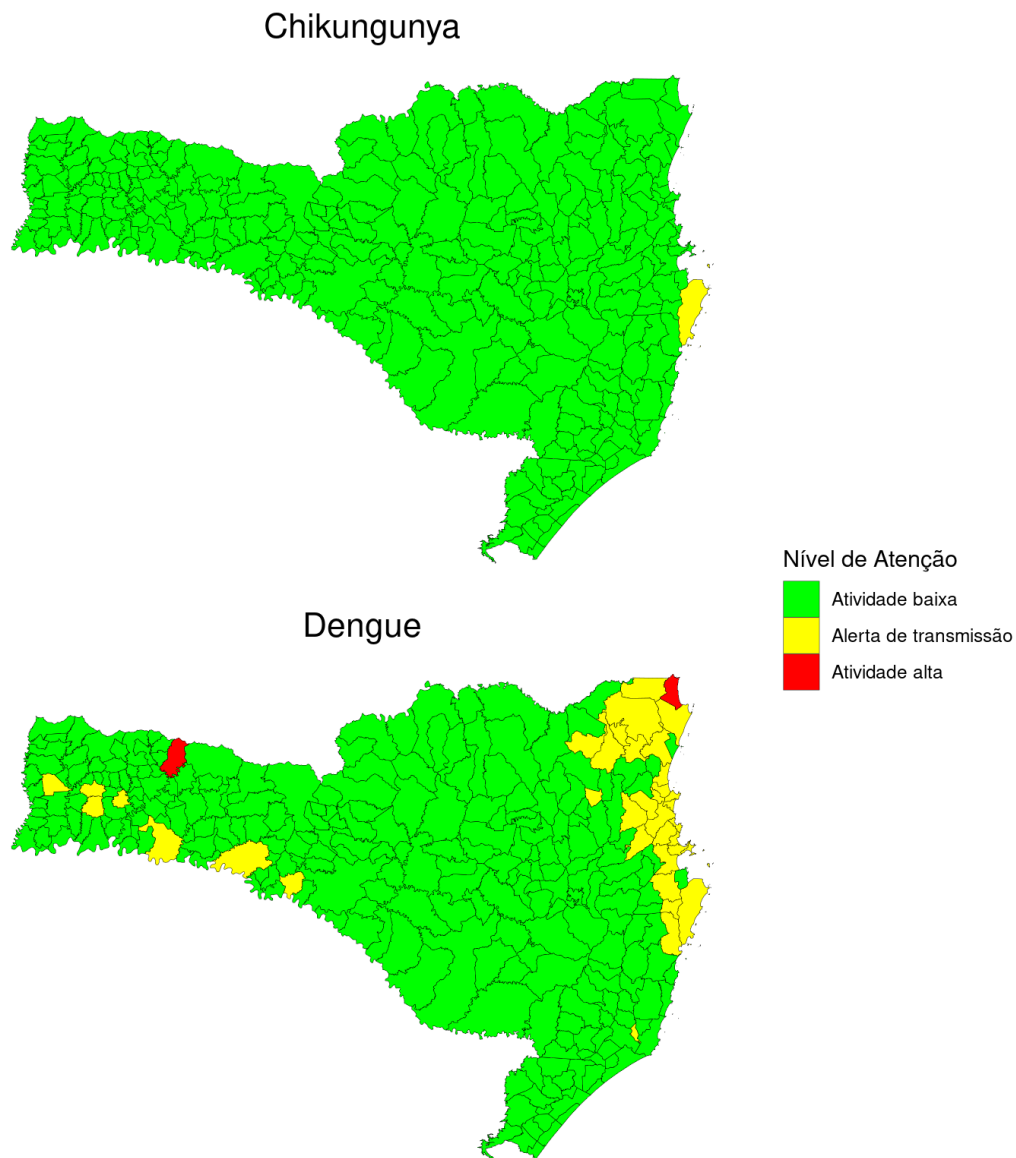 Chikungunya
Nível de Atenção
Atividade baixa
Alerta de transmissão
Atividade alta
Dengue